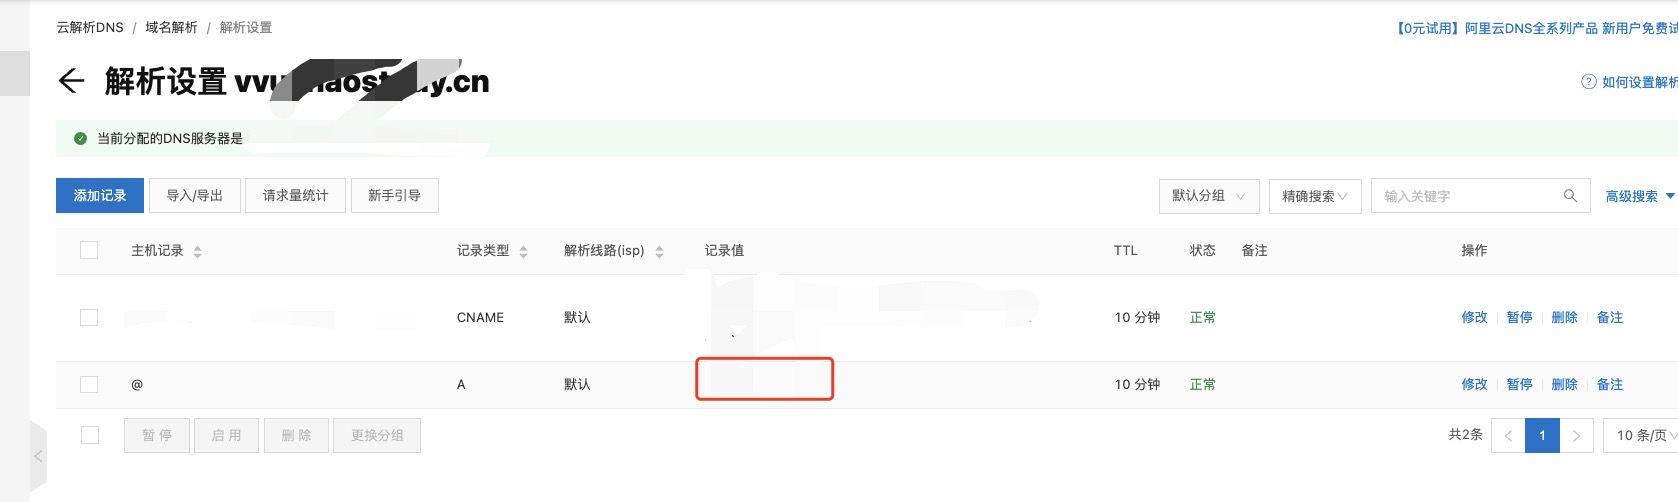 云解析DNS / 域名解析 / 解析设置
【0元试用】阿里云DNS全系列产品 新用户免费试
解析设置
如何设置解析
当前分配的DNS服务器是
添加记录 导入/导出 请求量统计 新手引导
默认分组 精确搜索 输入关键字 高级搜索
主机记录 记录类型 解析线路(isp) 记录值 TTL 状态 备注 操作
CNAME 默认 10 分钟 正常 修改 暂停 删除 备注
@ A 默认 10 分钟 正常 修改 暂停 删除 备注
暂停 启用 删除 更换分组
共2条 < 1 > 10 条/页